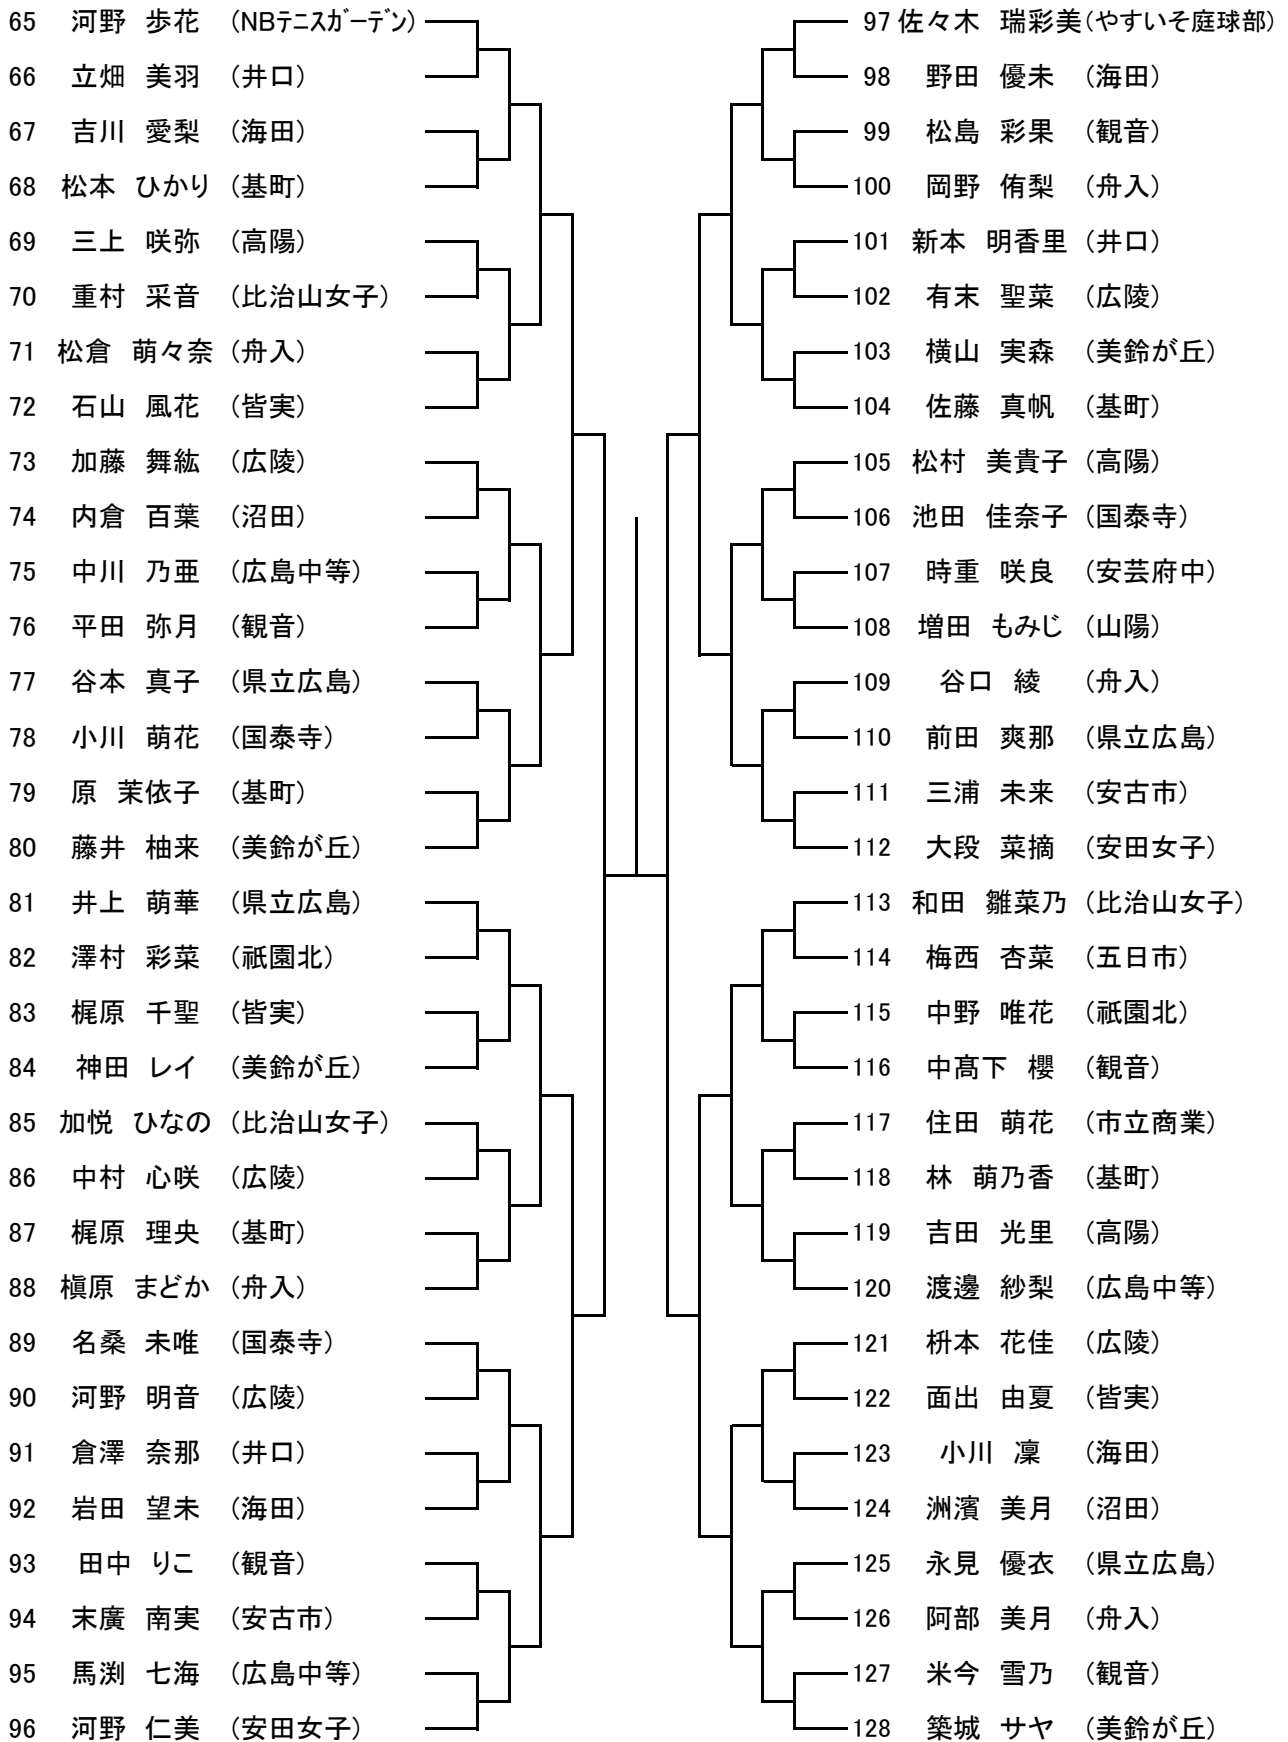 65 河野 歩花 (NBテニスガーデン)
66 立畑 美羽 (井口)
67 吉川 愛梨 (海田)
68 松本 ひかり (基町)
69 三上 咲弥 (高陽)
70 重村 采音 (比治山女子)
71 松倉 萌々奈 (舟入)
72 石山 風花 (皆実)
73 加藤 舞紘 (広陵)
74 内倉 百葉 (沼田)
75 中川 乃亜 (広島中等)
76 平田 弥月 (観音)
77 谷本 真子 (県立広島)
78 小川 萌花 (国泰寺)
79 原 茉依子 (基町)
80 藤井 柚来 (美鈴が丘)
81 井上 萌華 (県立広島)
82 澤村 彩菜 (祇園北)
83 梶原 千聖 (皆実)
84 神田 レイ (美鈴が丘)
85 加悦 ひなの (比治山女子)
86 中村 心咲 (広陵)
87 梶原 理央 (基町)
88 槇原 まどか (舟入)
89 名桑 未唯 (国泰寺)
90 河野 明音 (広陵)
91 倉澤 奈那 (井口)
92 岩田 望未 (海田)
93 田中 りこ (観音)
94 末廣 南実 (安古市)
95 馬渕 七海 (広島中等)
96 河野 仁美 (安田女子)
97 佐々木 瑞彩美 (やすいそ庭球部)
98 野田 優未 (海田)
99 松島 彩果 (観音)
100 岡野 侑梨 (舟入)
101 新本 明香里 (井口)
102 有末 聖菜 (広陵)
103 横山 実森 (美鈴が丘)
104 佐藤 真帆 (基町)
105 松村 美貴子 (高陽)
106 池田 佳奈子 (国泰寺)
107 時重 咲良 (安芸府中)
108 増田 もみじ (山陽)
109 谷口 綾 (舟入)
110 前田 爽那 (県立広島)
111 三浦 未来 (安古市)
112 大段 菜摘 (安田女子)
113 和田 雛菜乃 (比治山女子)
114 梅西 杏菜 (五日市)
115 中野 唯花 (祇園北)
116 中髙下 櫻 (観音)
117 住田 萌花 (市立商業)
118 林 萌乃香 (基町)
119 吉田 光里 (高陽)
120 渡邊 紗梨 (広島中等)
121 枡本 花佳 (広陵)
122 面出 由夏 (皆実)
123 小川 凜 (海田)
124 洲濱 美月 (沼田)
125 永見 優衣 (県立広島)
126 阿部 美月 (舟入)
127 米今 雪乃 (観音)
128 築城 サヤ (美鈴が丘)